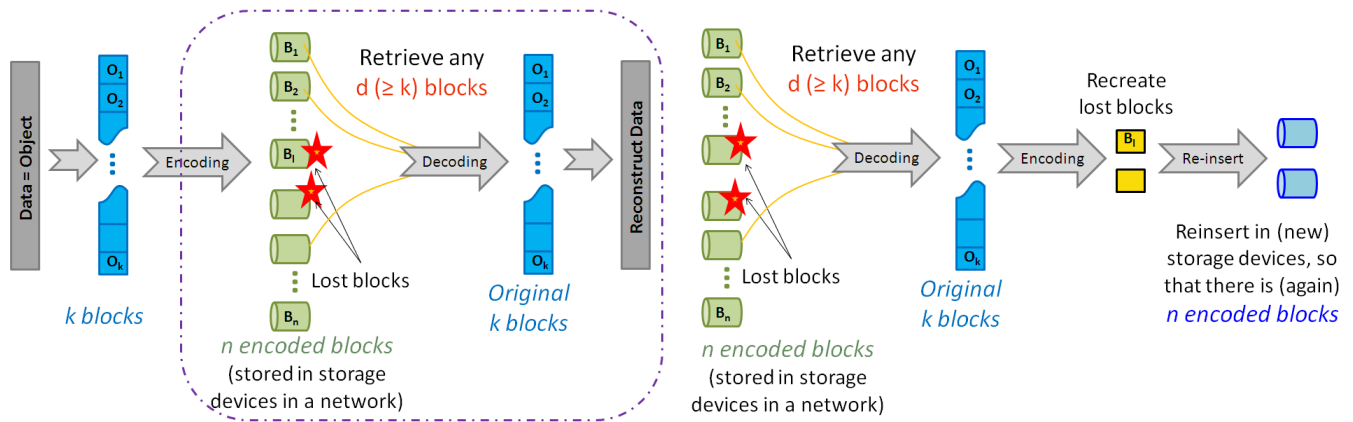 Data = Object
O1
O2
Ok
k blocks
Encoding
B1
B2
Bl
Bn
Lost blocks
n encoded blocks
(stored in storage
devices in a network)
Retrieve any
d (≥ k) blocks
Decoding
O1
O2
Ok
Original
k blocks
Reconstruct Data
B1
B2
Bn
Lost blocks
n encoded blocks
(stored in storage
devices in a network)
Retrieve any
d (≥ k) blocks
Decoding
O1
O2
Ok
Original
k blocks
Encoding
Recreate
lost blocks
Bl
Re-insert
Reinsert in (new)
storage devices, so
that there is (again)
n encoded blocks